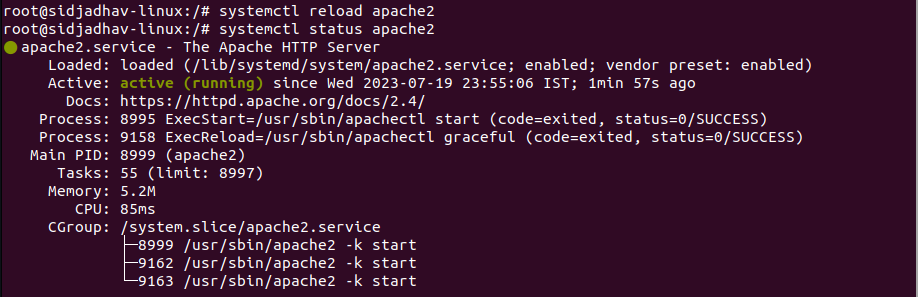 root@sidjadhav-linux:/# systemctl reload apache2
root@sidjadhav-linux:/# systemctl status apache2
● apache2.service - The Apache HTTP Server
     Loaded: loaded (/lib/systemd/system/apache2.service; enabled; vendor preset: enabled)
     Active: active (running) since Wed 2023-07-19 23:55:06 IST; 1min 57s ago
       Docs: https://httpd.apache.org/docs/2.4/
    Process: 8995 ExecStart=/usr/sbin/apachectl start (code=exited, status=0/SUCCESS)
    Process: 9158 ExecReload=/usr/sbin/apachectl graceful (code=exited, status=0/SUCCESS)
   Main PID: 8999 (apache2)
      Tasks: 55 (limit: 8997)
     Memory: 5.2M
        CPU: 85ms
     CGroup: /system.slice/apache2.service
             ├─8999 /usr/sbin/apache2 -k start
             ├─9162 /usr/sbin/apache2 -k start
             └─9163 /usr/sbin/apache2 -k start